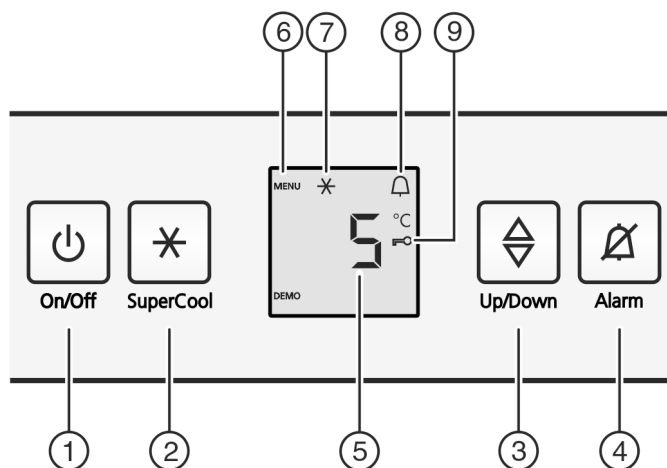 6 7 8 9
MENU
5 °C
DEMO
On/Off SuperCool Up/Down Alarm
1 2 5 3 4